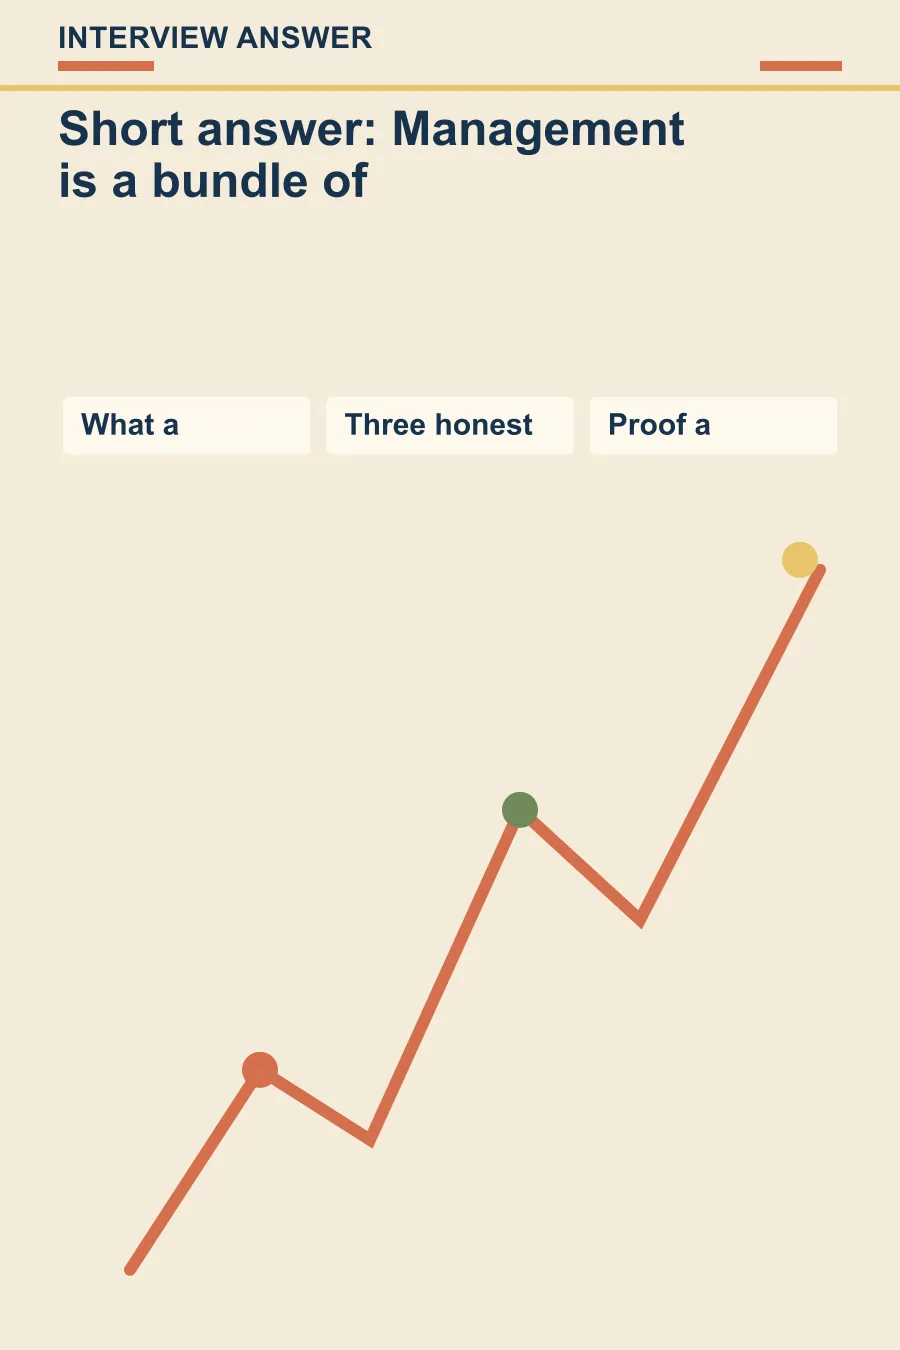 INTERVIEW ANSWER
Short answer: Management
is a bundle of
What a
Three honest
Proof a